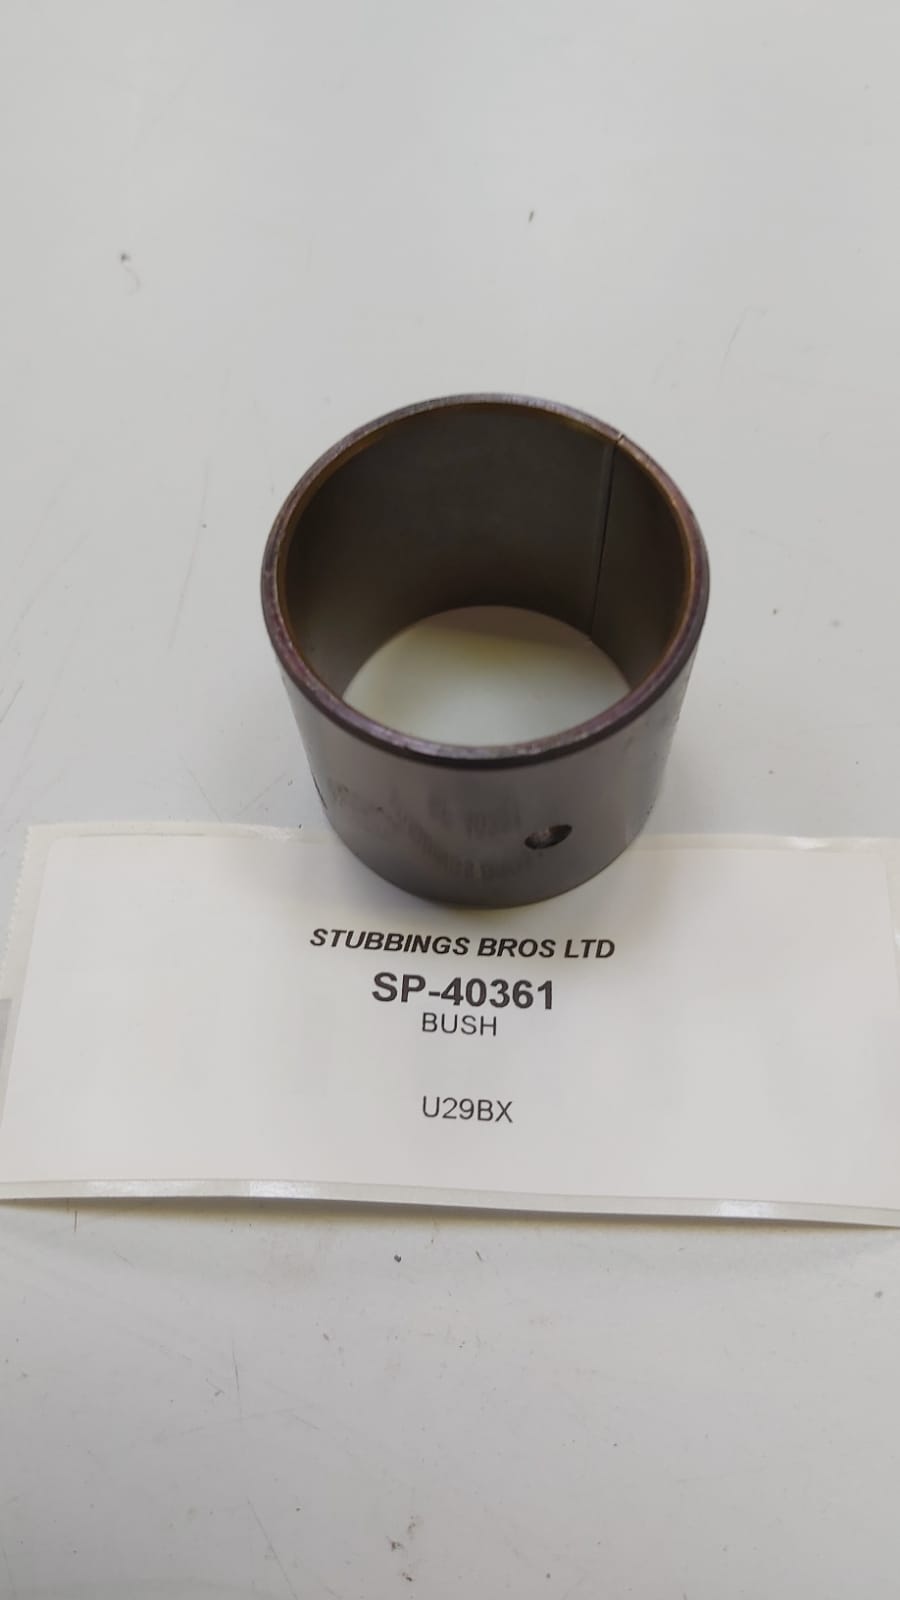 STUBBINGS BROS LTD
SP-40361
BUSH
U29BX